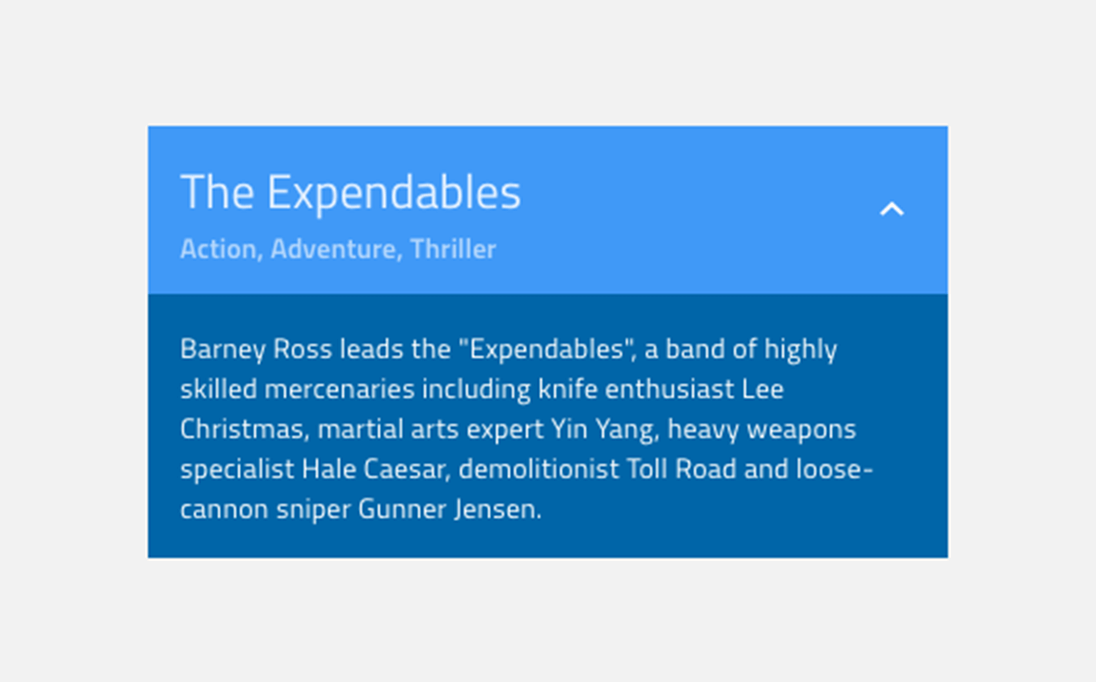 The Expendables
Action, Adventure, Thriller
Barney Ross leads the "Expendables", a band of highly
skilled mercenaries including knife enthusiast Lee
Christmas, martial arts expert Yin Yang, heavy weapons
specialist Hale Caesar, demolitionist Toll Road and loose-
cannon sniper Gunner Jensen.